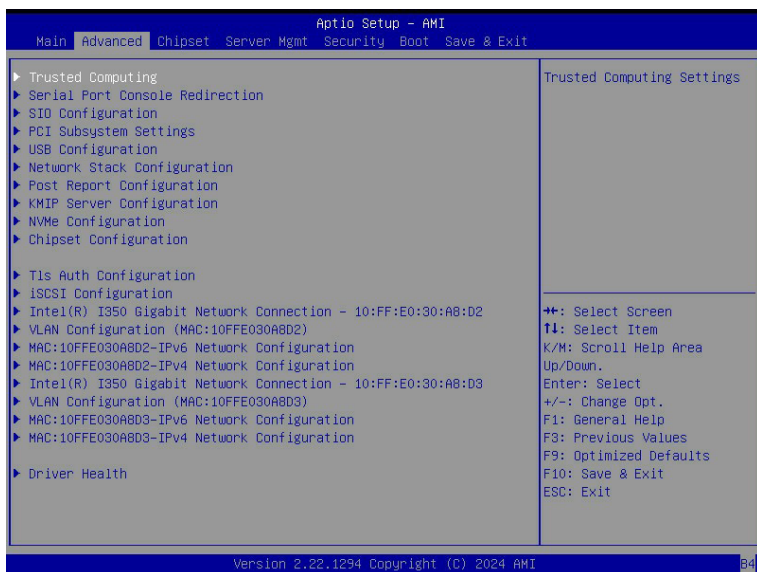 Aptio Setup – AMI
Main Advanced Chipset Server Mgmt Security Boot Save & Exit
Trusted Computing
Serial Port Console Redirection
SIO Configuration
PCI Subsystem Settings
USB Configuration
Network Stack Configuration
Post Report Configuration
KMIP Server Configuration
NVMe Configuration
Chipset Configuration
Tls Auth Configuration
iSCSI Configuration
Intel(R) I350 Gigabit Network Connection – 10:FF:E0:30:A8:D2
VLAN Configuration (MAC:10FFE030A8D2)
MAC:10FFE030A8D2-IPv6 Network Configuration
MAC:10FFE030A8D2-IPv4 Network Configuration
Intel(R) I350 Gigabit Network Connection – 10:FF:E0:30:A8:D3
VLAN Configuration (MAC:10FFE030A8D3)
MAC:10FFE030A8D3-IPv6 Network Configuration
MAC:10FFE030A8D3-IPv4 Network Configuration
Driver Health
Trusted Computing Settings
→←: Select Screen
↑↓: Select Item
K/M: Scroll Help Area
Up/Down.
Enter: Select
+/-: Change Opt.
F1: General Help
F3: Previous Values
F9: Optimized Defaults
F10: Save & Exit
ESC: Exit
Version 2.22.1294 Copyright (C) 2024 AMI
B4